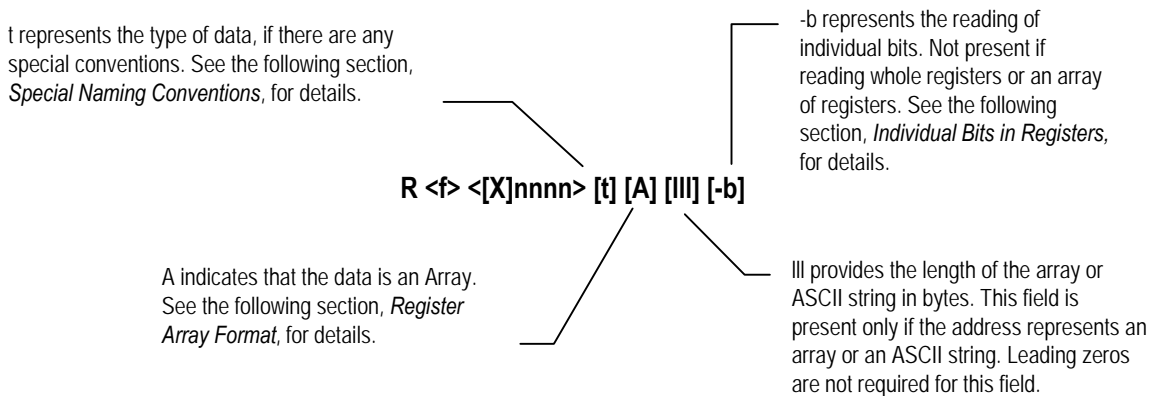 t represents the type of data, if there are any
special conventions. See the following section,
Special Naming Conventions, for details.
-b represents the reading of
individual bits. Not present if
reading whole registers or an array
of registers. See the following
section, Individual Bits in Registers,
for details.
R <f> <[X]nnnn> [t] [A] [lll] [-b]
A indicates that the data is an Array.
See the following section, Register
Array Format, for details.
lll provides the length of the array or
ASCII string in bytes. This field is
present only if the address represents an
array or an ASCII string. Leading zeros
are not required for this field.